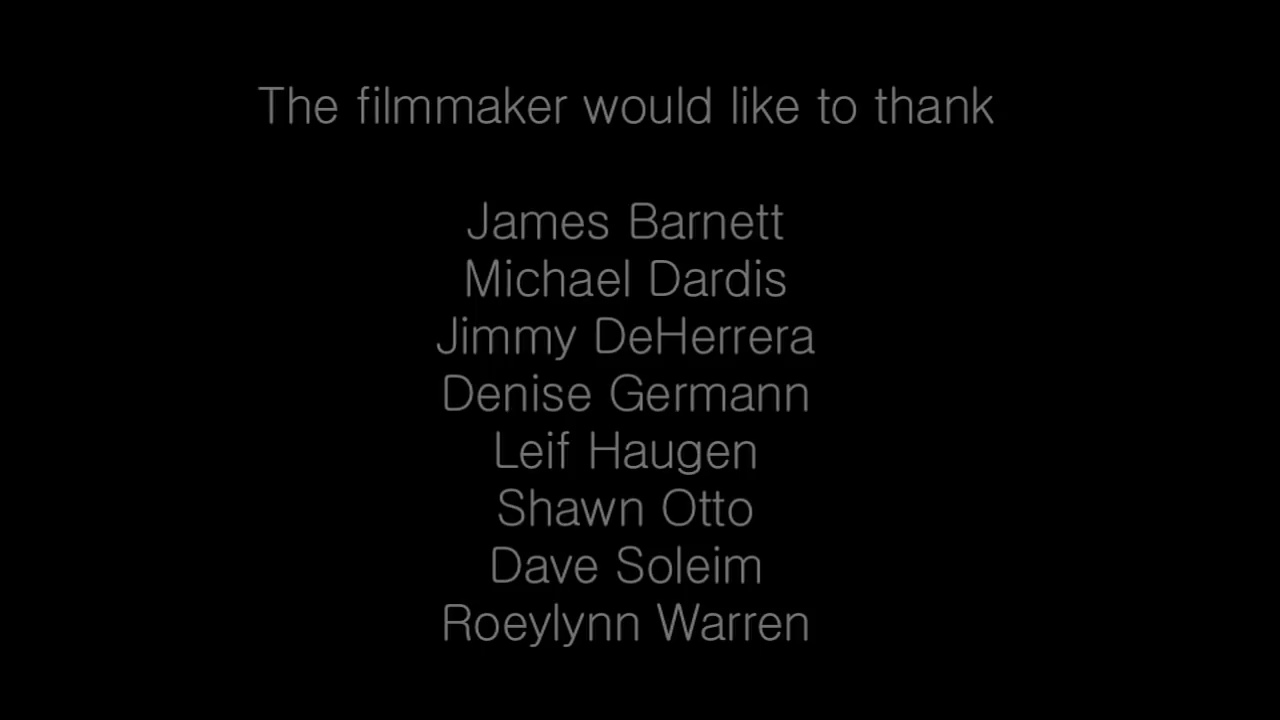 The filmmaker would like to thank
James Barnett
Michael Dardis
Jimmy DeHerrera
Denise Germann
Leif Haugen
Shawn Otto
Dave Soleim
Roeylynn Warren